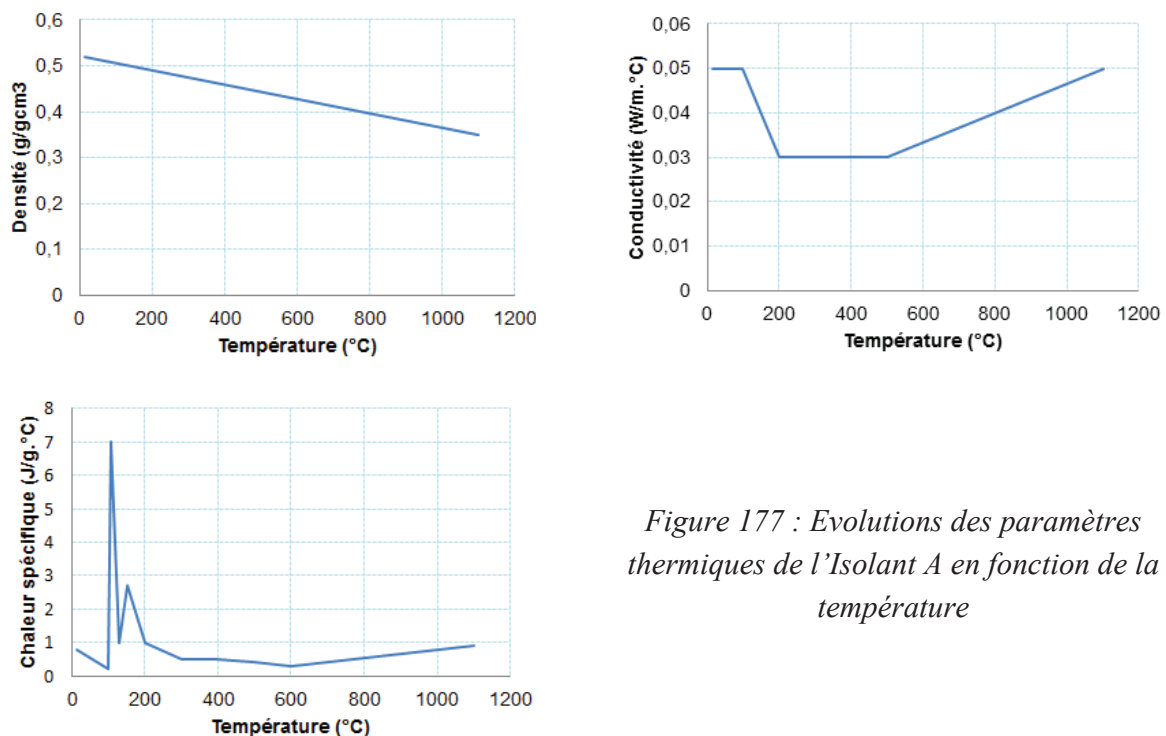 0,6
0,5
0,4
0,3
0,2
0,1
0
Densité (g/gcm3
0 200 400 600 800 1000 1200
Température (°C)
0,06
0,05
0,04
0,03
0,02
0,01
0
Conductivité (W/m.°C)
0 200 400 600 800 1000 1200
Température (°C)
8
7
6
5
4
3
2
1
0
Chaleur spécifique (J/g.°C)
0 200 400 600 800 1000 1200
Température (°C)
Figure 177 : Evolutions des paramètres
thermiques de l’Isolant A en fonction de la
température